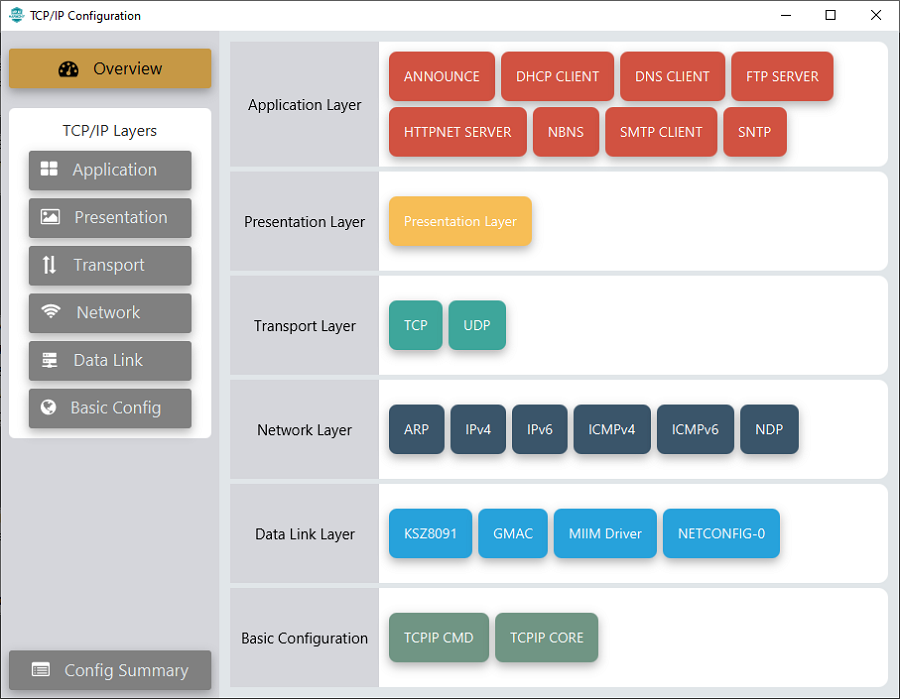 TCP/IP Configuration
Overview
TCP/IP Layers
Application
Presentation
Transport
Network
Data Link
Basic Config
Config Summary
Application Layer
ANNOUNCE DHCP CLIENT DNS CLIENT FTP SERVER
HTTPNET SERVER NBNS SMTP CLIENT SNTP
Presentation Layer
Presentation Layer
Transport Layer
TCP UDP
Network Layer
ARP IPv4 IPv6 ICMPv4 ICMPv6 NDP
Data Link Layer
KSZ8091 GMAC MIIM Driver NETCONFIG-0
Basic Configuration
TCPIP CMD TCPIP CORE